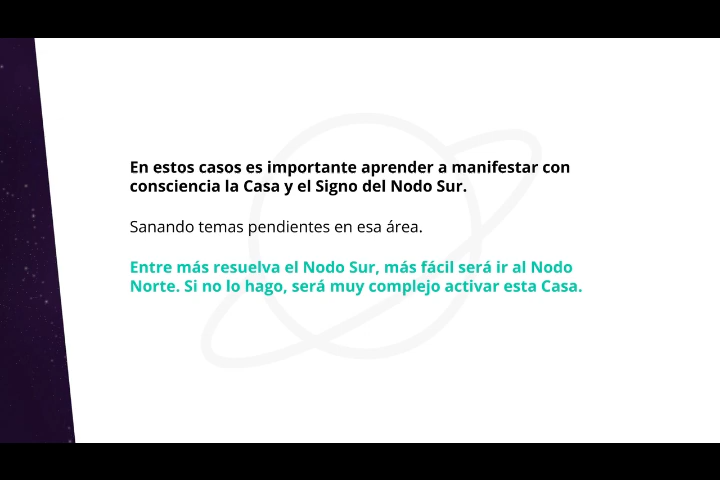 En estos casos es importante aprender a manifestar con
consciencia la Casa y el Signo del Nodo Sur.
Sanando temas pendientes en esa área.
Entre más resuelva el Nodo Sur, más fácil será ir al Nodo
Norte. Si no lo hago, será muy complejo activar esta Casa.